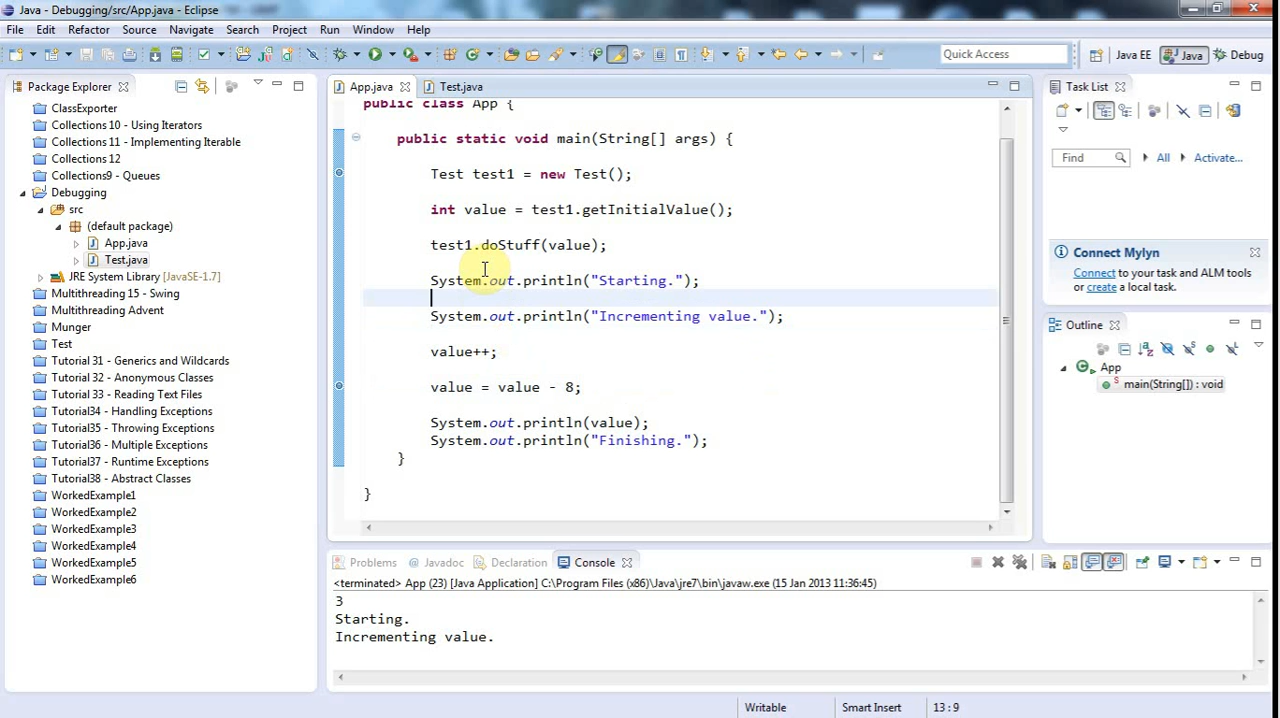 Java - Debugging/src/App.java - Eclipse
File Edit Refactor Source Navigate Search Project Run Window Help
Quick Access
Java EE
Java
Debug
Package Explorer
ClassExporter
Collections 10 - Using Iterators
Collections 11 - Implementing Iterable
Collections 12
Collections9 - Queues
Debugging
src
(default package)
App.java
Test.java
JRE System Library [JavaSE-1.7]
Multithreading 15 - Swing
Multithreading Advent
Munger
Test
Tutorial 31 - Generics and Wildcards
Tutorial 32 - Anonymous Classes
Tutorial 33 - Reading Text Files
Tutorial34 - Handling Exceptions
Tutorial35 - Throwing Exceptions
Tutorial36 - Multiple Exceptions
Tutorial37 - Runtime Exceptions
Tutorial38 - Abstract Classes
WorkedExample1
WorkedExample2
WorkedExample3
WorkedExample4
WorkedExample5
WorkedExample6
App.java
Test.java
public class App {
public static void main(String[] args) {
Test test1 = new Test();
int value = test1.getInitialValue();
test1.doStuff(value);
System.out.println("Starting.");
System.out.println("Incrementing value.");
value++;
value = value - 8;
System.out.println(value);
System.out.println("Finishing.");
}
}
Task List
Find
All
Activate...
Connect Mylyn
Connect to your task and ALM tools
or create a local task.
Outline
App
main(String[]) : void
Problems
Javadoc
Declaration
Console
<terminated> App (23) [Java Application] C:\Program Files (x86)\Java\jre7\bin\javaw.exe (15 Jan 2013 11:36:45)
3
Starting.
Incrementing value.
Writable
Smart Insert
13 : 9